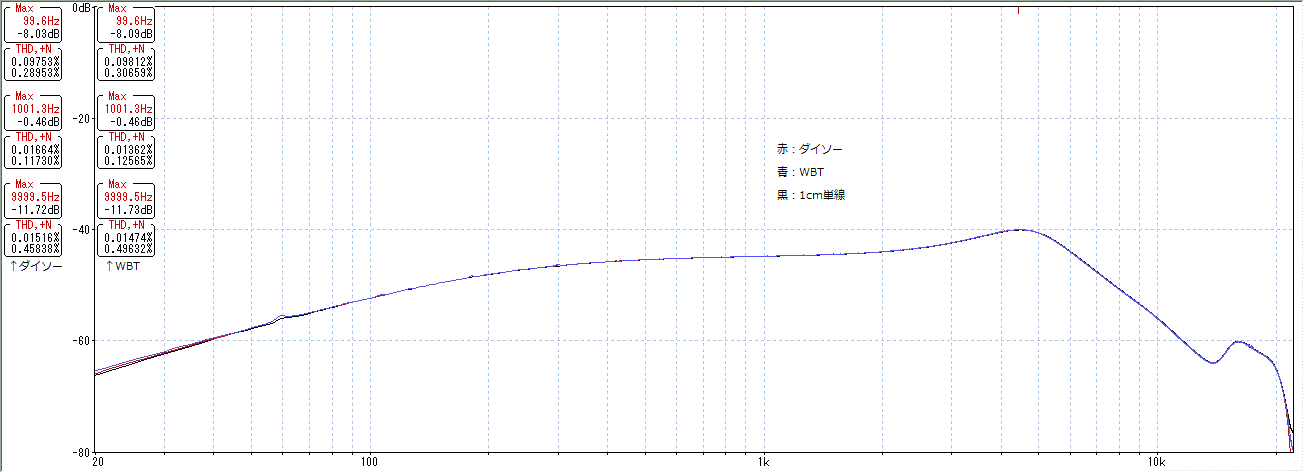 Max
99.6Hz
-8.03dB
THD,+N
0.09753%
0.28953%
Max
1001.3Hz
-0.46dB
THD,+N
0.01664%
0.11730%
Max
9999.5Hz
-11.72dB
THD,+N
0.01516%
0.45838%
↑ダイソー
Max
99.6Hz
-8.09dB
THD,+N
0.09812%
0.30659%
Max
1001.3Hz
-0.46dB
THD,+N
0.01362%
0.12565%
Max
9999.5Hz
-11.73dB
THD,+N
0.01474%
0.49632%
↑WBT
0dB
-20
-40
-60
-80
赤：ダイソー
青：WBT
黒：1cm単線
20 100 1k 10k